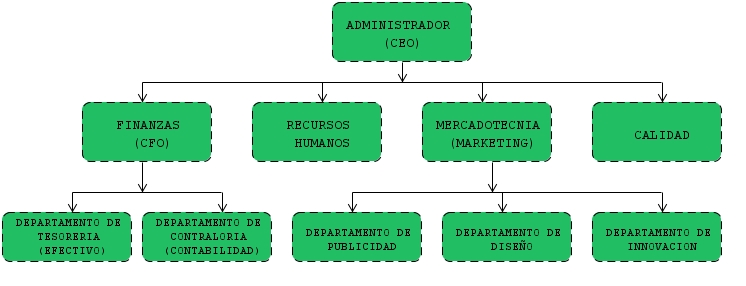 ADMINISTRADOR
(CEO)
FINANZAS
(CFO)
RECURSOS
HUMANOS
MERCADOTECNIA
(MARKETING)
CALIDAD
DEPARTAMENTO DE
TESORERIA
(EFECTIVO)
DEPARTAMENTO DE
CONTRALORIA
(CONTABILIDAD)
DEPARTAMENTO DE
PUBLICIDAD
DEPARTAMENTO DE
DISEÑO
DEPARTAMENTO DE
INNOVACION